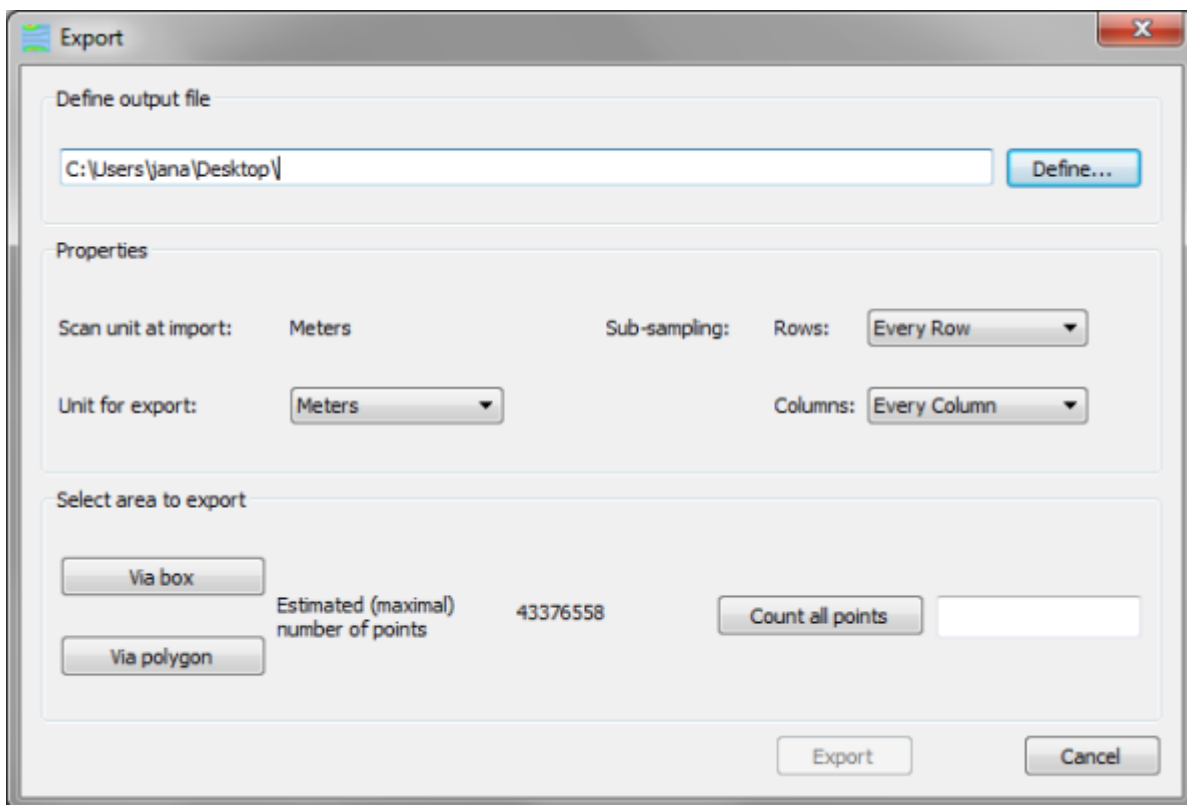 Export
Define output file
C:\Users\jana\Desktop\
Define...
Properties
Scan unit at import: Meters Sub-sampling: Rows: Every Row
Unit for export: Meters Columns: Every Column
Select area to export
Via box
Estimated (maximal)
number of points
43376558
Count all points
Via polygon
Export Cancel